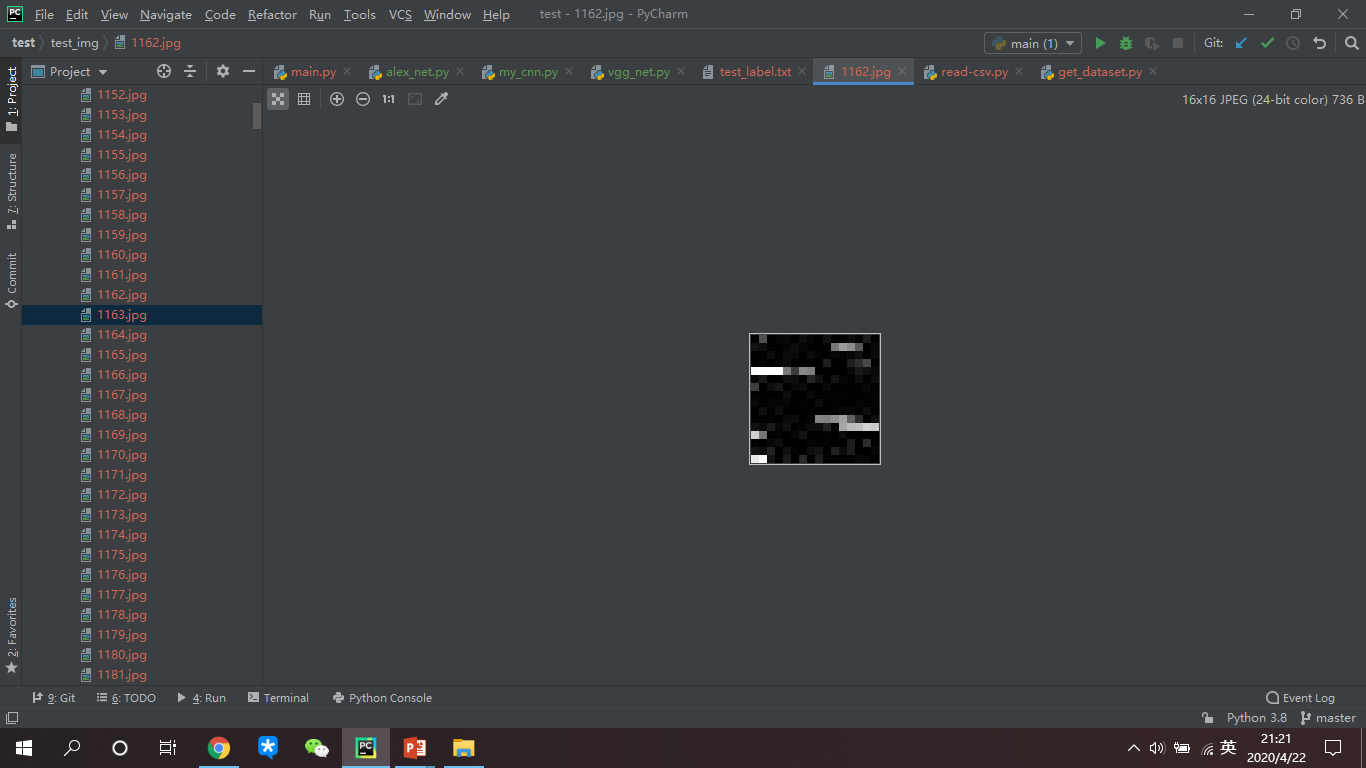 PC File Edit View Navigate Code Refactor Run Tools VCS Window Help test - 1162.jpg - PyCharm
test test_img 1162.jpg main (1) Git:
Project main.py alex_net.py my_cnn.py vgg_net.py test_label.txt 1162.jpg read-csv.py get_dataset.py
1:1 16x16 JPEG (24-bit color) 736 B
1: Project
7: Structure
Commit
2: Favorites
1152.jpg
1153.jpg
1154.jpg
1155.jpg
1156.jpg
1157.jpg
1158.jpg
1159.jpg
1160.jpg
1161.jpg
1162.jpg
1163.jpg
1164.jpg
1165.jpg
1166.jpg
1167.jpg
1168.jpg
1169.jpg
1170.jpg
1171.jpg
1172.jpg
1173.jpg
1174.jpg
1175.jpg
1176.jpg
1177.jpg
1178.jpg
1179.jpg
1180.jpg
1181.jpg
9: Git 6: TODO 4: Run Terminal Python Console Event Log
Python 3.8 master
PC P 英 21:21
2020/4/22